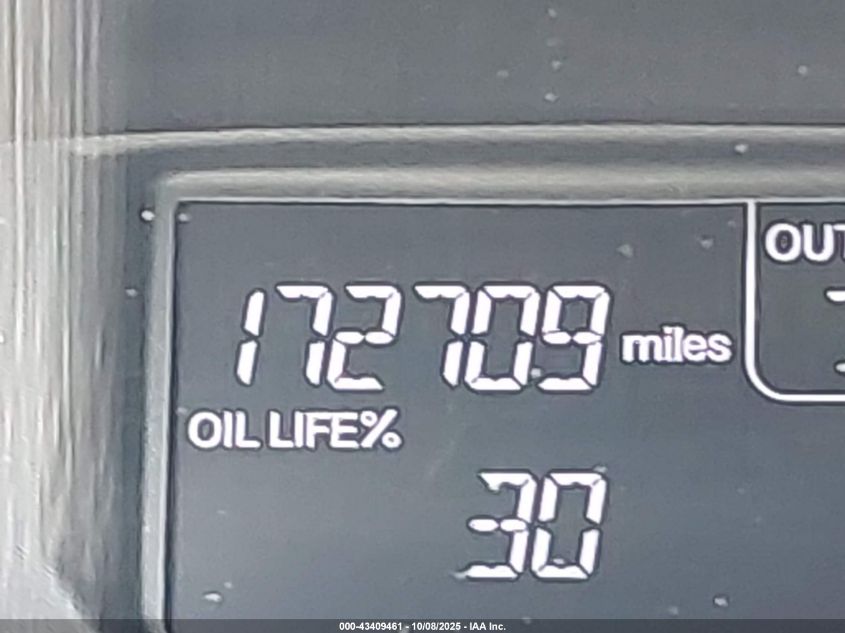 172709 miles
OUT
OIL LIFE%
30
000-43409461 - 10/08/2025 - IAA Inc.